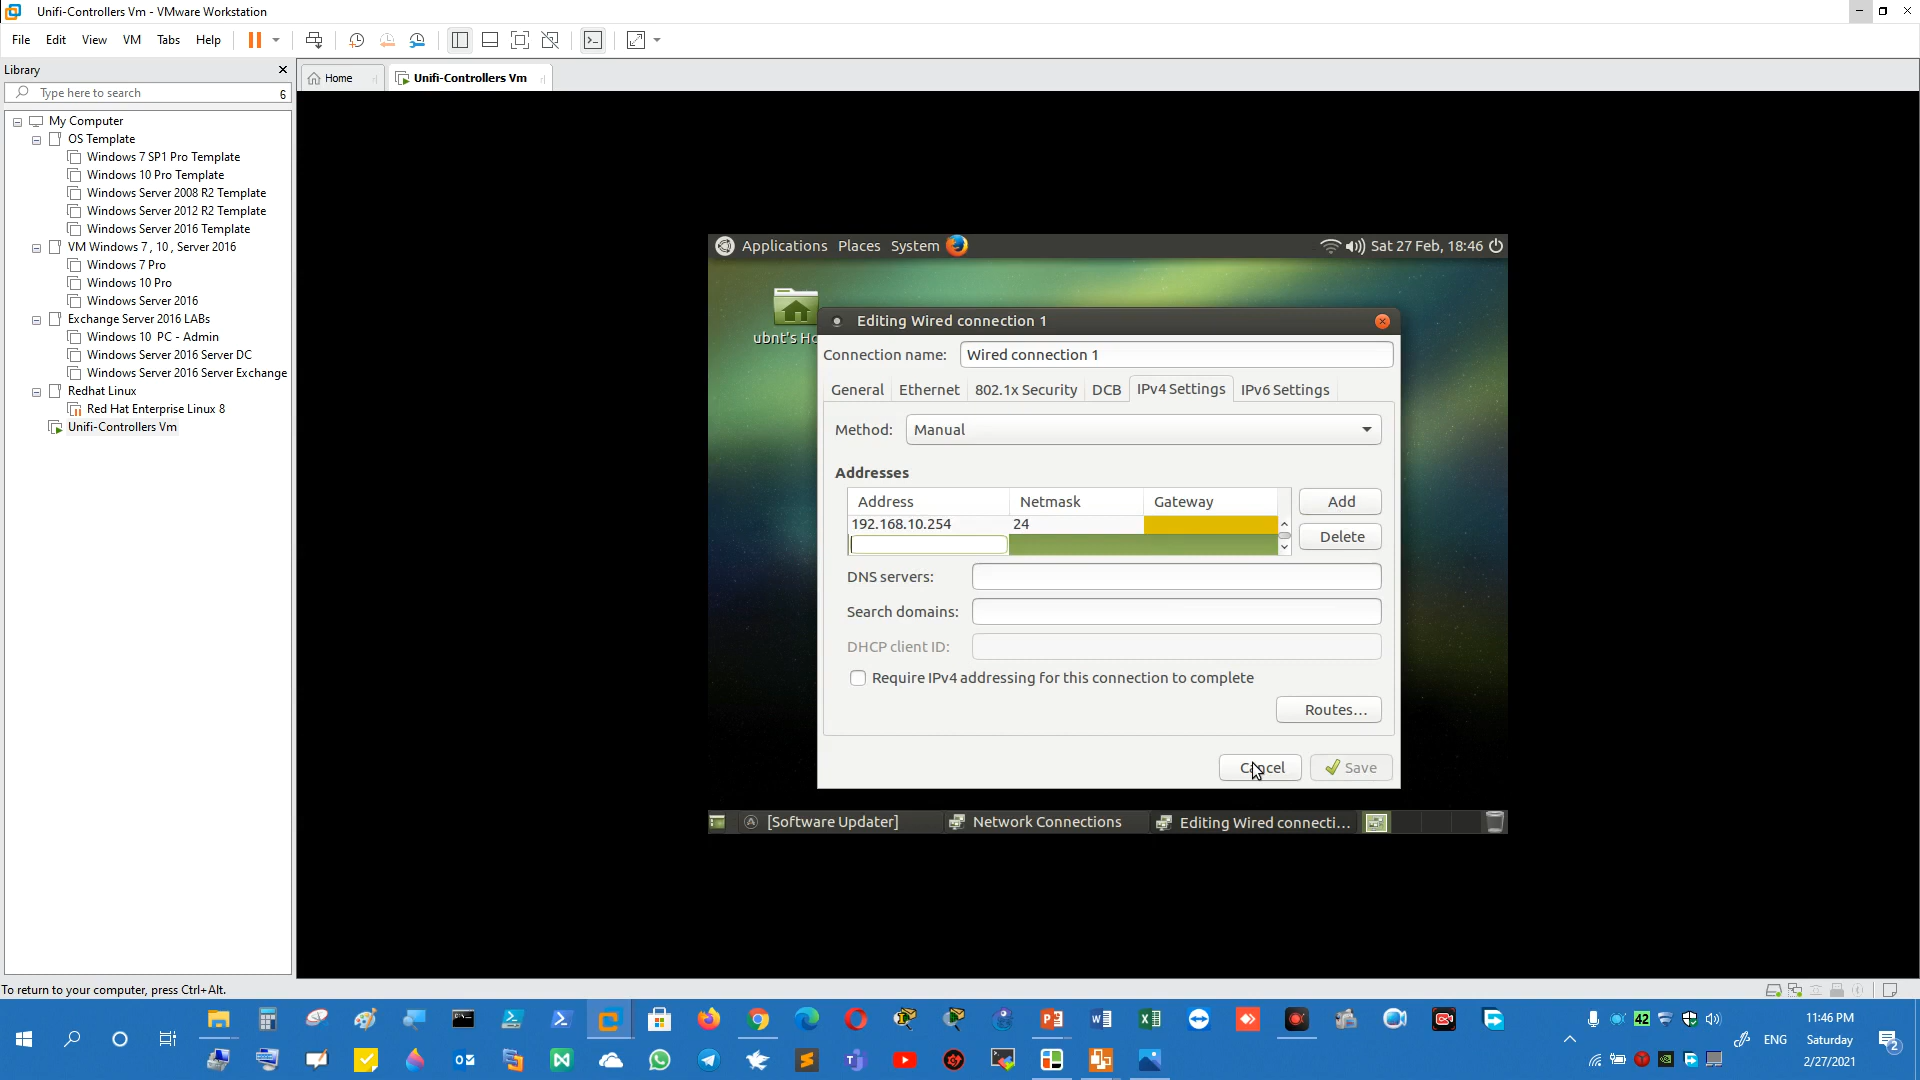 Unifi-Controllers Vm - VMware Workstation
File Edit View VM Tabs Help
Library
Home
Unifi-Controllers Vm
Type here to search
6
My Computer
OS Template
Windows 7 SP1 Pro Template
Windows 10 Pro Template
Windows Server 2008 R2 Template
Windows Server 2012 R2 Template
Windows Server 2016 Template
VM Windows 7 , 10 , Server 2016
Windows 7 Pro
Windows 10 Pro
Windows Server 2016
Exchange Server 2016 LABs
Windows 10 PC - Admin
Windows Server 2016 Server DC
Windows Server 2016 Server Exchange
Redhat Linux
Red Hat Enterprise Linux 8
Unifi-Controllers Vm
Applications Places System
Sat 27 Feb, 18:46
ubnt's Ho
Editing Wired connection 1
Connection name: Wired connection 1
General Ethernet 802.1x Security DCB IPv4 Settings IPv6 Settings
Method: Manual
Addresses
Address Netmask Gateway
192.168.10.254 24
Add
Delete
DNS servers:
Search domains:
DHCP client ID:
Require IPv4 addressing for this connection to complete
Routes...
Cancel Save
[Software Updater] Network Connections Editing Wired connecti...
To return to your computer, press Ctrl+Alt.
42
ENG
11:46 PM
Saturday
2/27/2021
2